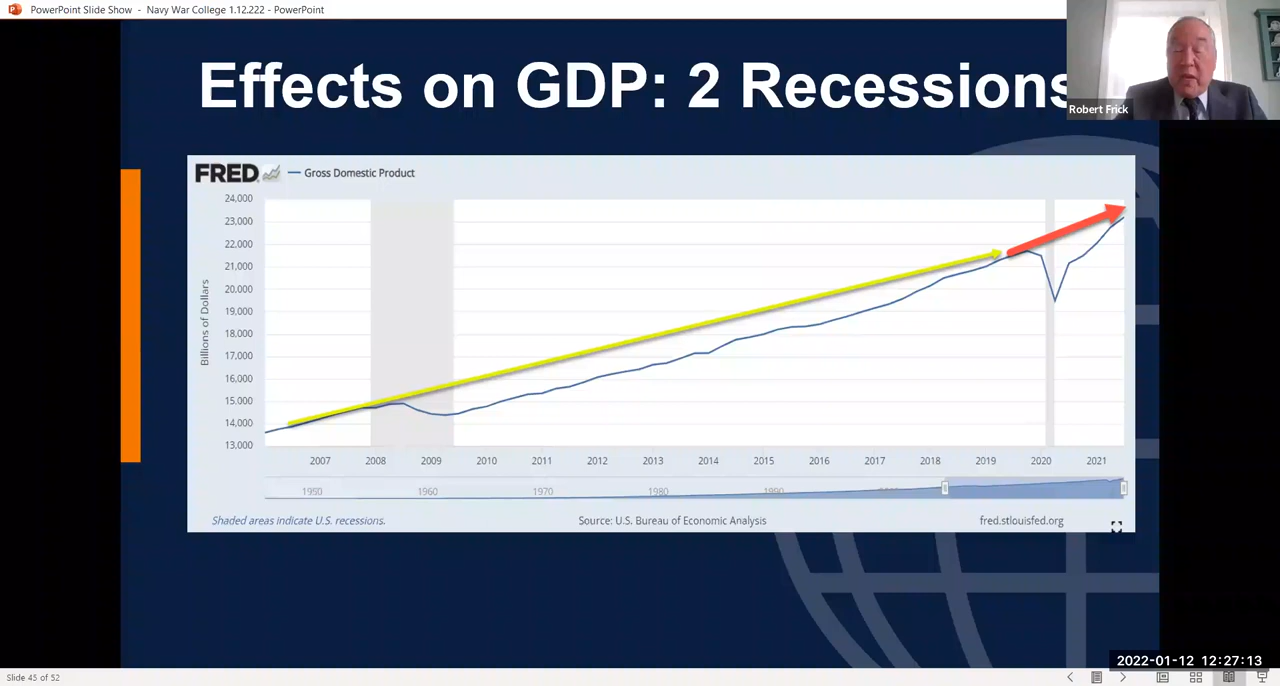 PowerPoint Slide Show - Navy War College 1.12.222 - PowerPoint
Effects on GDP: 2 Recessions
Robert Frick
FRED
Gross Domestic Product
24,000
23,000
22,000
21,000
20,000
19,000
18,000
17,000
16,000
15,000
14,000
13,000
Billions of Dollars
2007 2008 2009 2010 2011 2012 2013 2014 2015 2016 2017 2018 2019 2020 2021
1950 1960 1970 1980 1990
Shaded areas indicate U.S. recessions.
Source: U.S. Bureau of Economic Analysis
fred.stlouisfed.org
2022-01-12 12:27:13
Slide 45 of 52